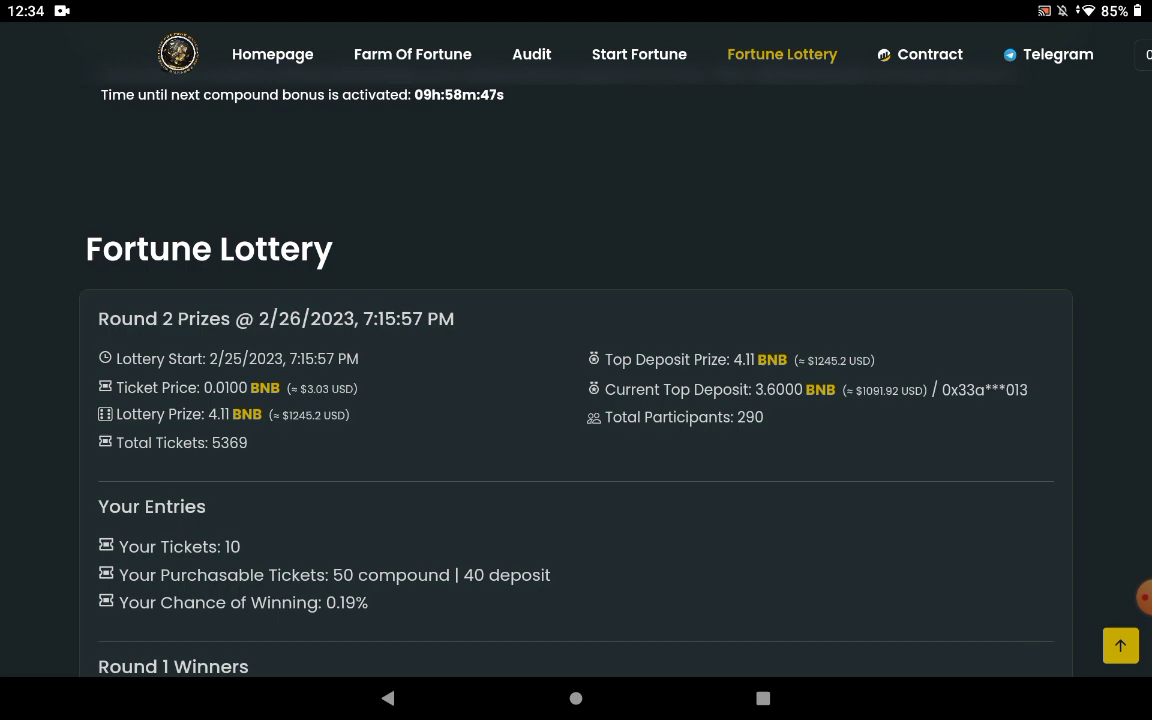 12:34
85%
Homepage
Farm Of Fortune
Audit
Start Fortune
Fortune Lottery
Contract
Telegram
0
Time until next compound bonus is activated: 09h:58m:47s
Fortune Lottery
Round 2 Prizes @ 2/26/2023, 7:15:57 PM
Lottery Start: 2/25/2023, 7:15:57 PM
Ticket Price: 0.0100 BNB (≈ $3.03 USD)
Lottery Prize: 4.11 BNB (≈ $1245.2 USD)
Total Tickets: 5369
Top Deposit Prize: 4.11 BNB (≈ $1245.2 USD)
Current Top Deposit: 3.6000 BNB (≈ $1091.92 USD) / 0x33a***013
Total Participants: 290
Your Entries
Your Tickets: 10
Your Purchasable Tickets: 50 compound | 40 deposit
Your Chance of Winning: 0.19%
Round 1 Winners